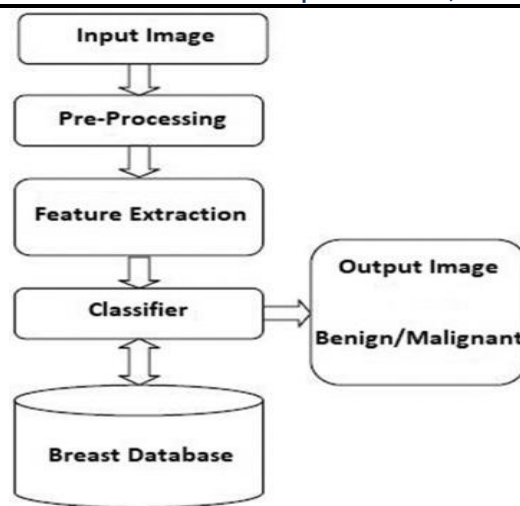 Input Image
Pre-Processing
Feature Extraction
Classifier
Output Image
Benign/Malignant
Breast Database